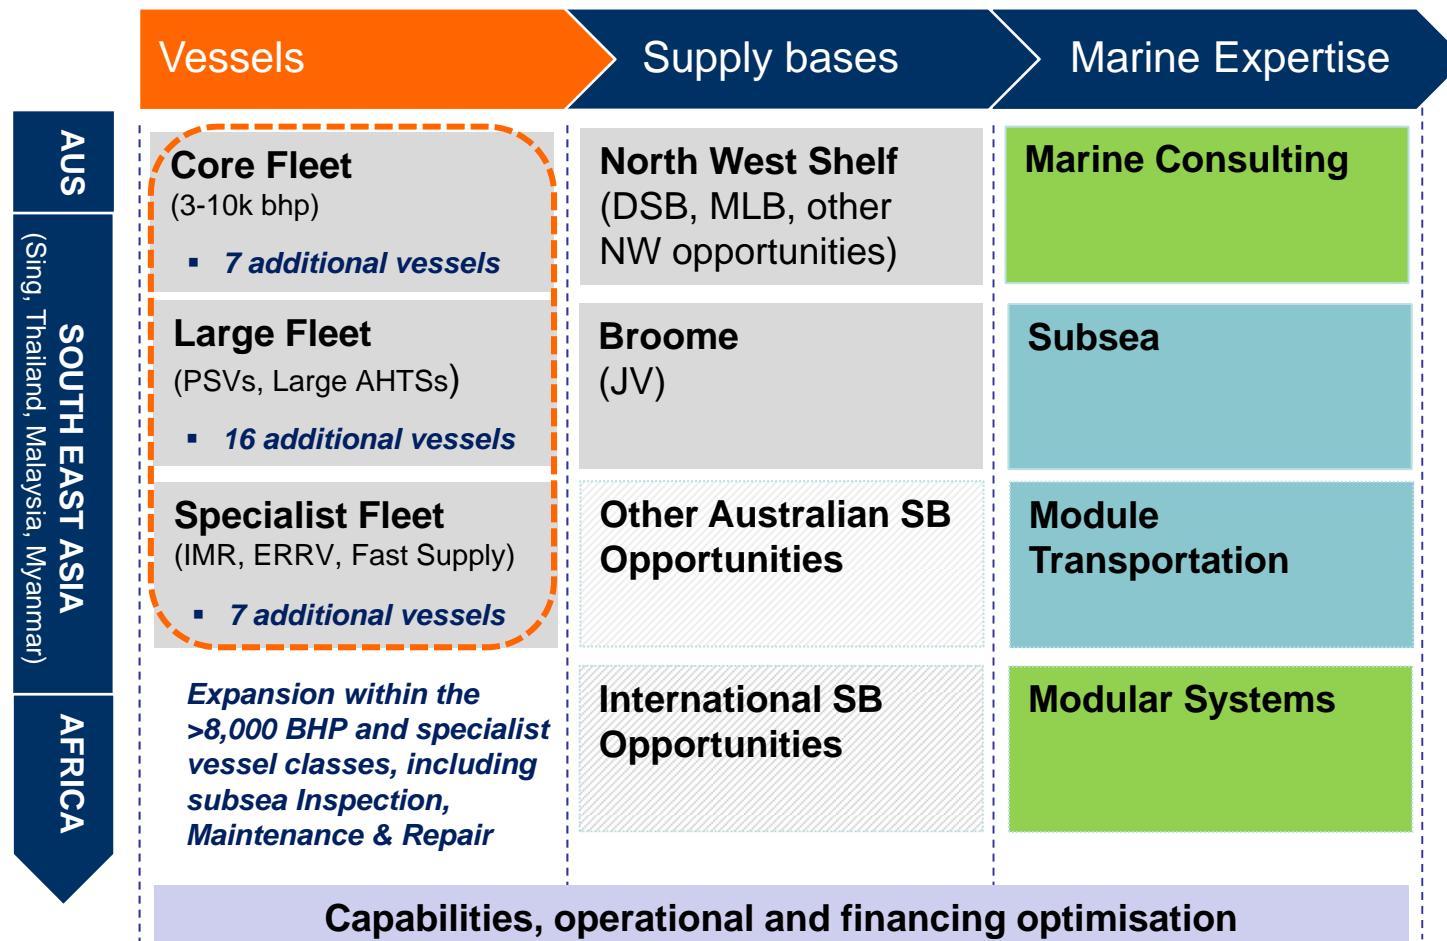 Vessels
Supply bases
Marine Expertise
AUS
SOUTH EAST ASIA
(Sing, Thailand, Malaysia, Myanmar)
AFRICA
Core Fleet
(3-10k bhp)
▪ 7 additional vessels
Large Fleet
(PSVs, Large AHTSs)
▪ 16 additional vessels
Specialist Fleet
(IMR, ERRV, Fast Supply)
▪ 7 additional vessels
Expansion within the
>8,000 BHP and specialist
vessel classes, including
subsea Inspection,
Maintenance & Repair
North West Shelf
(DSB, MLB, other
NW opportunities)
Broome
(JV)
Other Australian SB
Opportunities
International SB
Opportunities
Marine Consulting
Subsea
Module
Transportation
Modular Systems
Capabilities, operational and financing optimisation